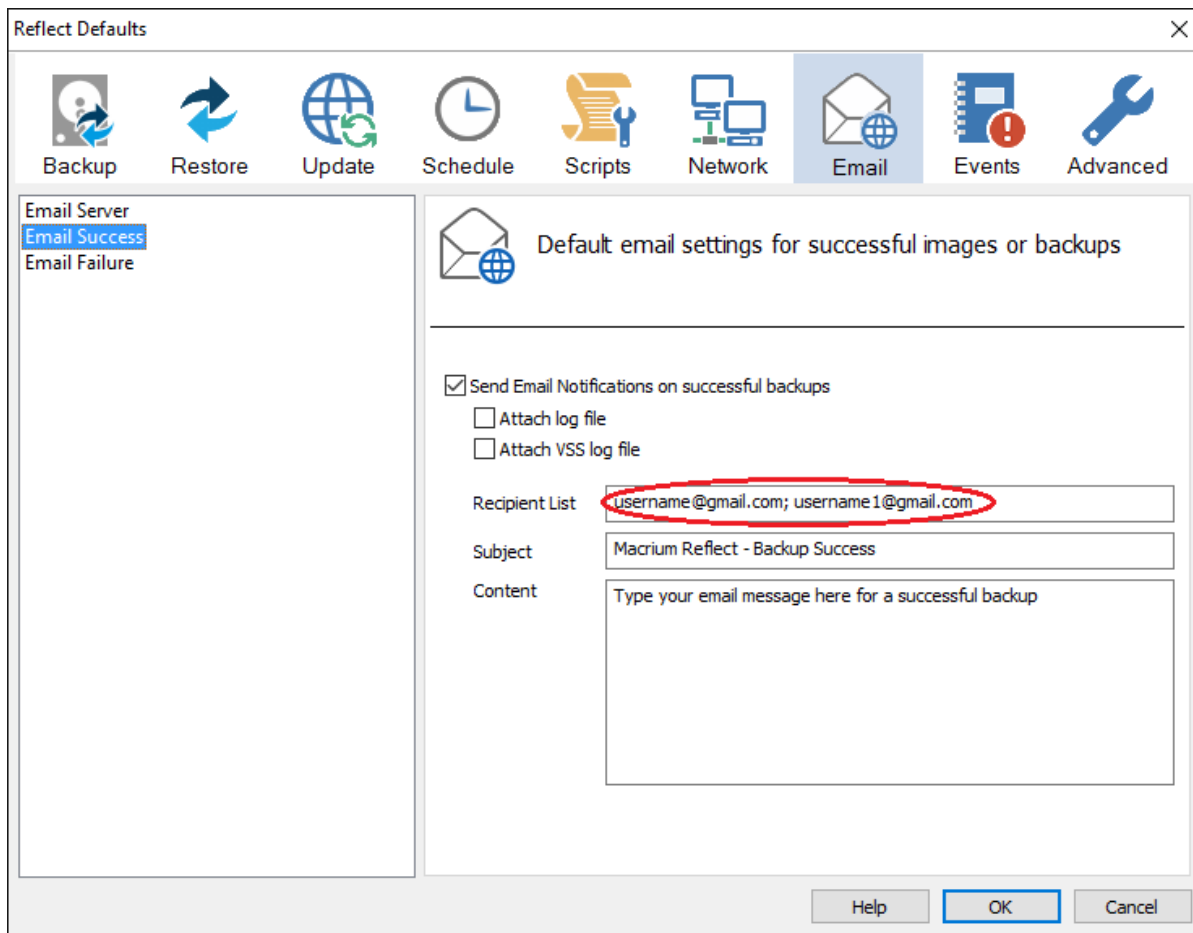 Reflect Defaults
Backup Restore Update Schedule Scripts Network Email Events Advanced
Email Server
Email Success
Email Failure
Default email settings for successful images or backups
Send Email Notifications on successful backups
Attach log file
Attach VSS log file
Recipient List username@gmail.com; username1@gmail.com
Subject Macrium Reflect - Backup Success
Content Type your email message here for a successful backup
Help OK Cancel